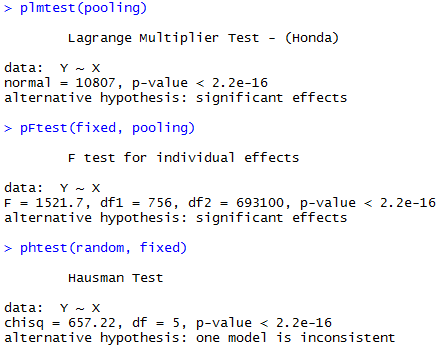 > plmtest(pooling)
Lagrange Multiplier Test - (Honda)
data:  Y ~ X
normal = 10807, p-value < 2.2e-16
alternative hypothesis: significant effects
> pFtest(fixed, pooling)
F test for individual effects
data:  Y ~ X
F = 1521.7, df1 = 756, df2 = 693100, p-value < 2.2e-16
alternative hypothesis: significant effects
> phtest(random, fixed)
Hausman Test
data:  Y ~ X
chisq = 657.22, df = 5, p-value < 2.2e-16
alternative hypothesis: one model is inconsistent